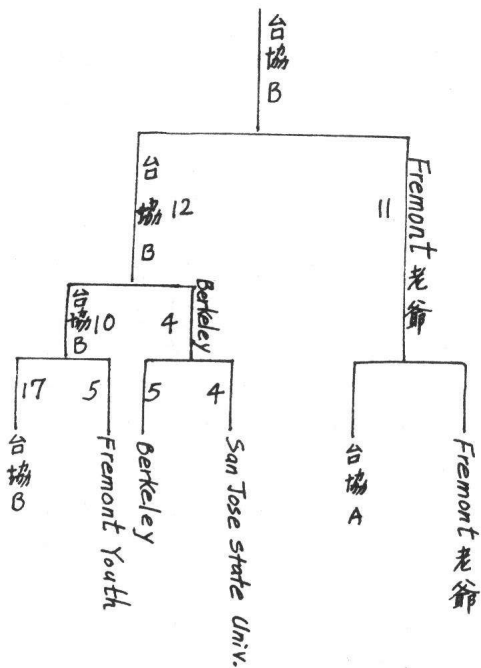 台協B
台協B
12
11
Fremont 老爺
台協B
10
4
Berkeley
17
5
5
4
台協B
Fremont Youth
Berkeley
San Jose State Univ.
台協A
Fremont 老爺